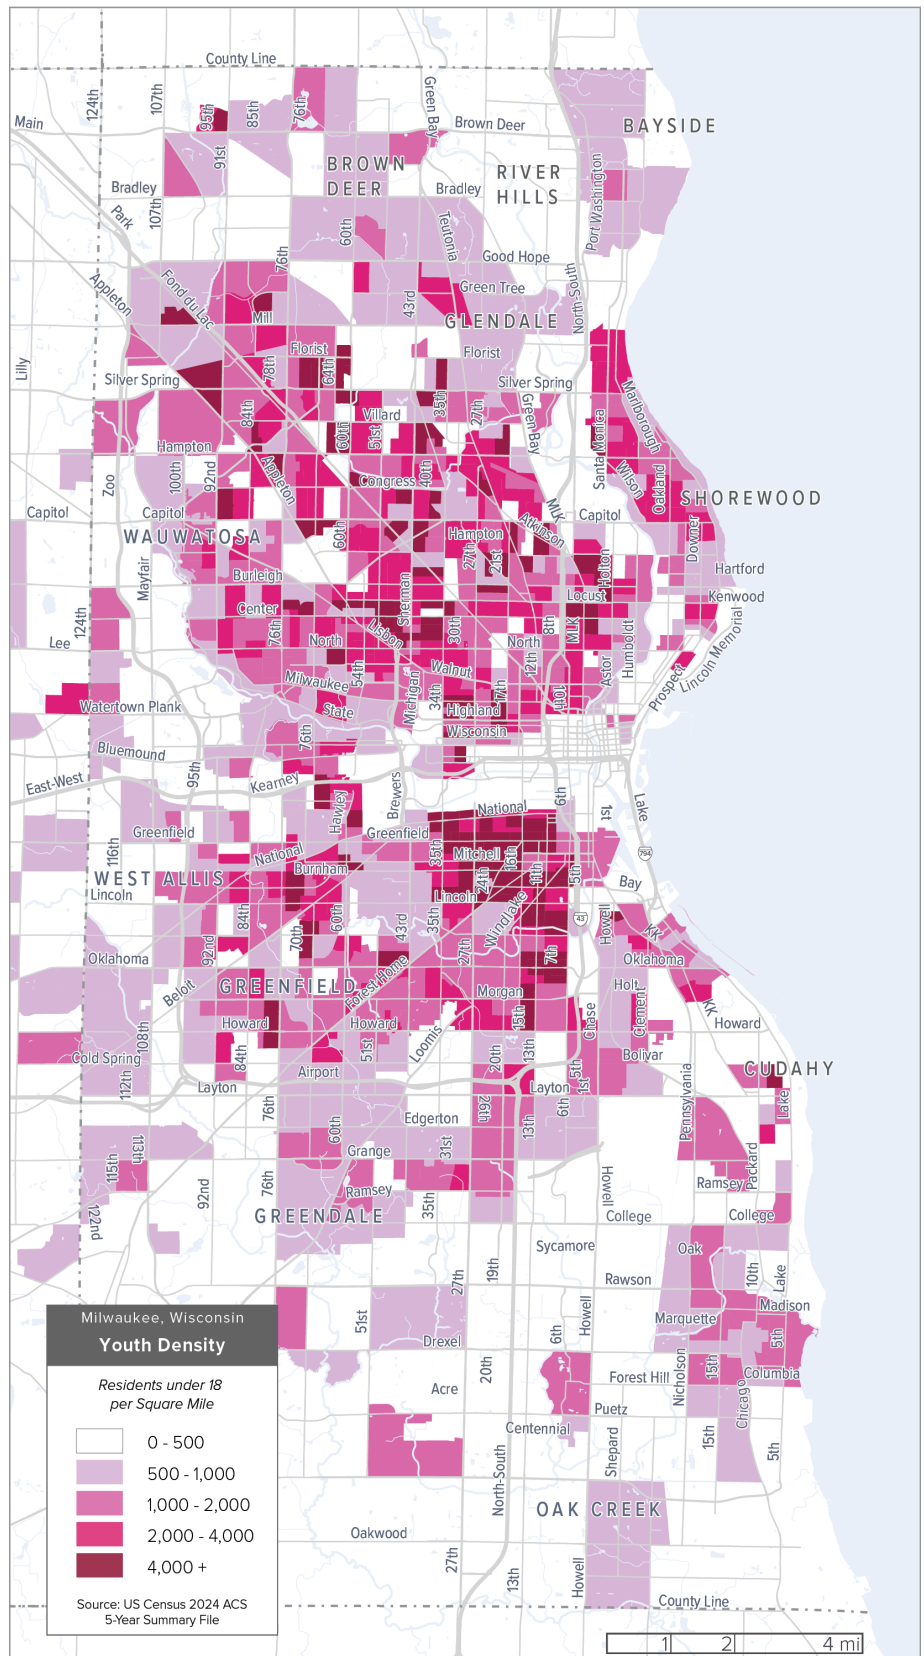 County Line
124th
107th
95th
85th
76th
Green Bay
Main
Brown Deer
BAYSIDE
91st
BROWN
DEER
RIVER
HILLS
Port Washington
Bradley
Bradley
107th
Park
60th
Teutonia
Good Hope
76th
Appleton
Fond du Lac
North-South
Green Tree
43rd
Mill
GLENDALE
Florist
Florist
Lilly
78th
64th
Silver Spring
Silver Spring
Marlborough
84th
Villard
35th
27th
Green Bay
60th
51st
Santa Monica
Hampton
Zoo
100th
92nd
Appleton
Congress
40th
Wilson
Oakland
SHOREWOOD
Capitol
Capitol
MLK
Capitol
Atkinson
WAUWATOSA
60th
Hampton
Downer
27th
21st
Holton
Hartford
Mayfair
Burleigh
Sherman
Locust
Kenwood
124th
Center
76th
30th
8th
MLK
Humboldt
Lincoln Memorial
Lee
North
Lisbon
North
12th
Astor
54th
Walnut
Prospect
Milwaukee
Michigan
34th
17th
10th
Watertown Plank
State
Highland
Wisconsin
76th
Bluemound
95th
East-West
Kearney
Brewers
6th
Lake
Hawley
National
1st
Greenfield
Greenfield
116th
National
35th
Mitchell
16th
794
WEST ALLIS
Burnham
24th
11th
5th
Bay
Lincoln
Lincoln
84th
60th
43rd
35th
Windlake
43
Howell
KK
92nd
70th
27th
7th
Oklahoma
Oklahoma
Beloit
GREENFIELD
Forest Home
Morgan
Holt
Clement
KK
Howard
Howard
15th
Chase
Howard
108th
Loomis
Cold Spring
84th
51st
20th
13th
Bolivar
CUDAHY
112th
Airport
5th
Layton
Layton
1st
Pennsylvania
76th
26th
6th
Lake
Edgerton
60th
13th
113th
31st
Grange
115th
Packard
92nd
76th
Ramsey
35th
Howell
Ramsey
122nd
GREENDALE
College
College
Sycamore
Oak
19th
27th
Rawson
10th
Lake
Madison
51st
Howell
Marquette
Drexel
6th
5th
20th
Nicholson
15th
Columbia
Forest Hill
Acre
Puetz
Chicago
Centennial
Shepard
15th
5th
North-South
OAK CREEK
Oakwood
27th
13th
Howell
County Line
Milwaukee, Wisconsin
Youth Density
Residents under 18
per Square Mile
0 - 500
500 - 1,000
1,000 - 2,000
2,000 - 4,000
4,000 +
Source: US Census 2024 ACS
5-Year Summary File
1 2 4 mi